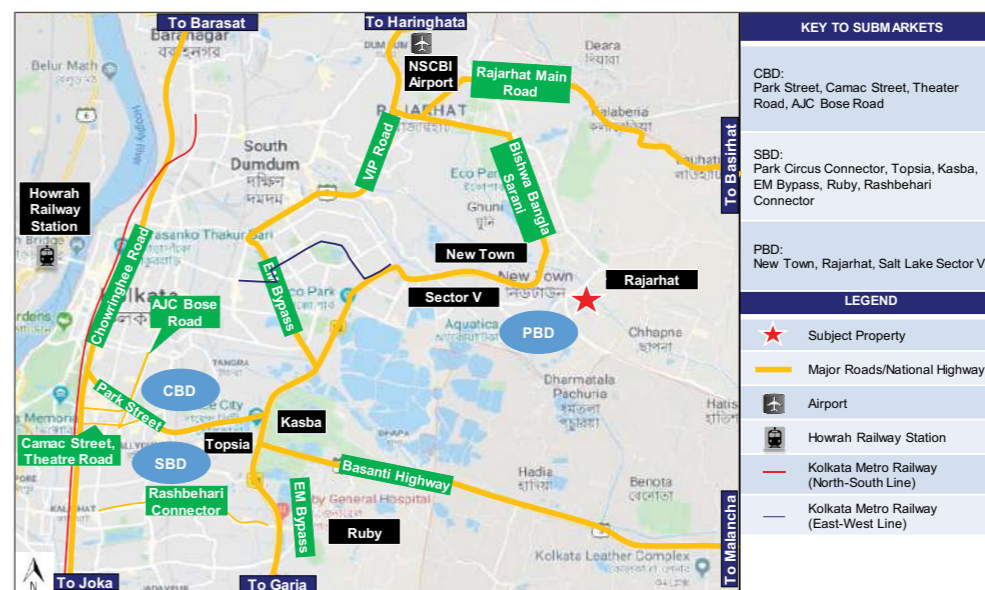 To Barasat
To Haringhata
Baranagar
Belur Math
NSCBI
Airport
Deara
Rajarhat Main
Road
RAJARHAT
Kalaberia
South
Dumdum
দক্ষিণ
দমদম
VIP Road
Bishwa Bangla
Sarani
To Basirhat
Eco Par
Ghuni
ঘুনি
Howrah
Railway
Station
Chowringhee Road
EM Bypass
New Town
New Town
নিউটাউন
Rajarhat
Sector V
Eco Park
AJC Bose
Road
Aquatica
PBD
Chhapna
ছাপনা
TANGRA
CBD
Dharmatala
Pachuria
Park Street
Kasba
Topsia
Camac Street,
Theatre Road
SBD
Basanti Highway
Hadia
হাদিয়া
Benota
বেনোতা
Rashbehari
Connector
EM Bypass
by General Hospital
Ruby
Kolkata Leather Complex
To Malancha
N
To Joka
To Garia
KEY TO SUBMARKETS
CBD:
Park Street, Camac Street, Theater
Road, AJC Bose Road
SBD:
Park Circus Connector, Topsia, Kasba,
EM Bypass, Ruby, Rashbehari
Connector
PBD:
New Town, Rajarhat, Salt Lake Sector V
LEGEND
Subject Property
Major Roads/National Highway
Airport
Howrah Railway Station
Kolkata Metro Railway
(North-South Line)
Kolkata Metro Railway
(East-West Line)